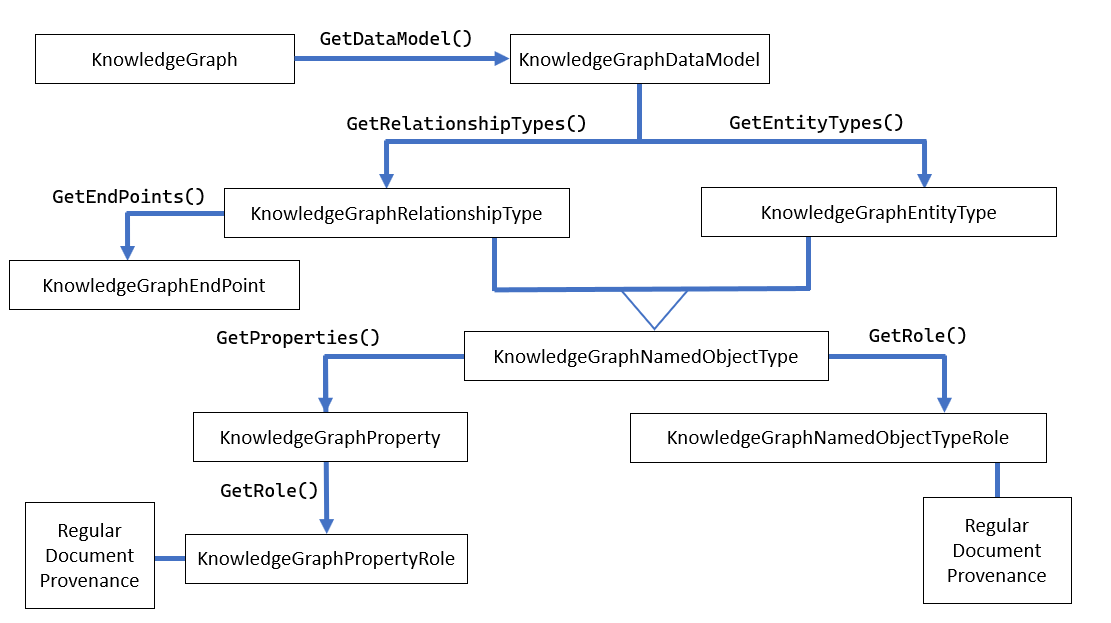 GetDataModel()
KnowledgeGraph
KnowledgeGraphDataModel
GetRelationshipTypes()
GetEntityTypes()
GetEndPoints()
KnowledgeGraphRelationshipType
KnowledgeGraphEntityType
KnowledgeGraphEndPoint
GetProperties()
GetRole()
KnowledgeGraphNamedObjectType
KnowledgeGraphProperty
KnowledgeGraphNamedObjectTypeRole
GetRole()
Regular
Document
Provenance
KnowledgeGraphPropertyRole
Regular
Document
Provenance